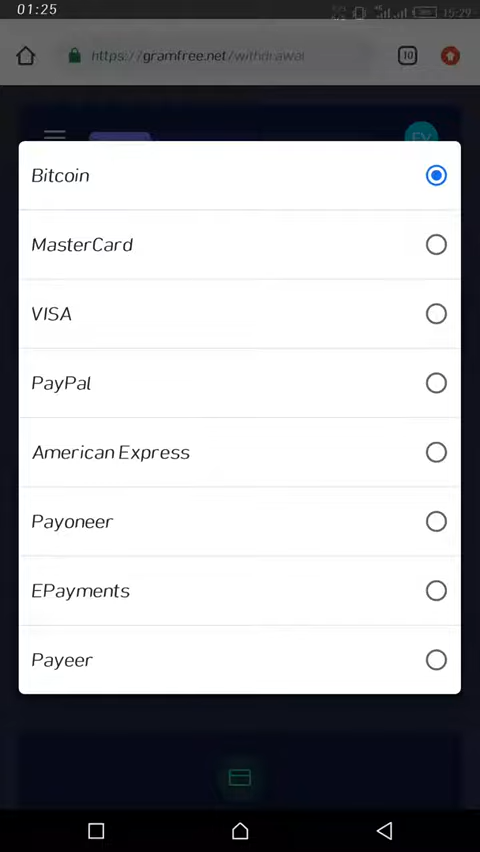 01:25
15:29
https://gramfree.net/withdrawal
10
Bitcoin
MasterCard
VISA
PayPal
American Express
Payoneer
EPayments
Payeer